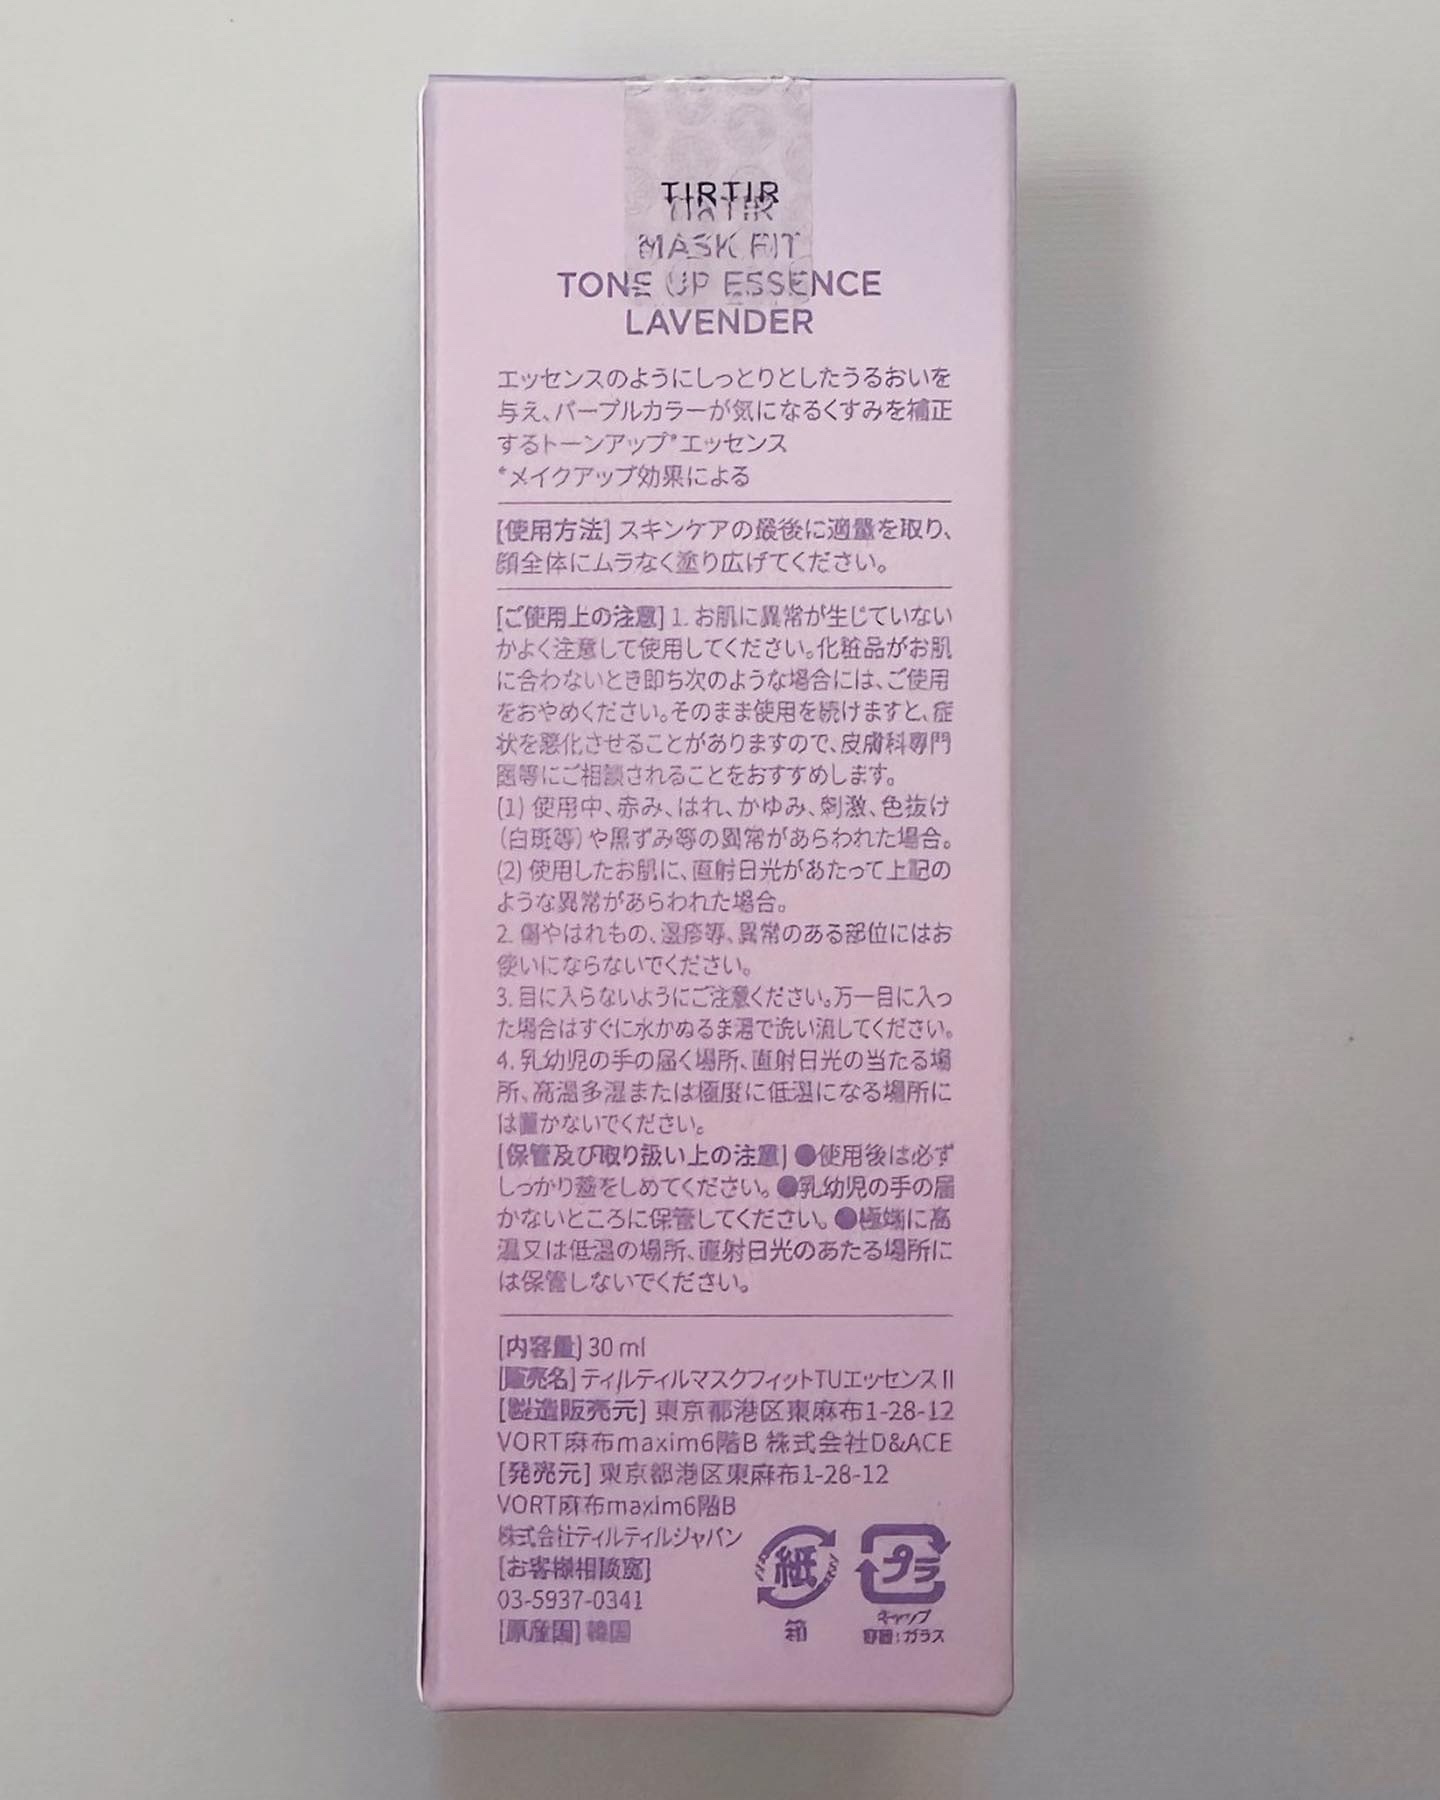 TIRTIR
MASK FIT
TONE UP ESSENCE
LAVENDER
エッセンスのようにしっとりとしたうるおいを
与え、パープルカラーが気になるくすみを補正
するトーンアップ*エッセンス
*メイクアップ効果による
[使用方法] スキンケアの最後に適量を取り、
顔全体にムラなく塗り広げてください。
[ご使用上の注意] 1. お肌に異常が生じていない
かよく注意して使用してください。化粧品がお肌
に合わないとき即ち次のような場合には、ご使用
をおやめください。そのまま使用を続けますと、症
状を悪化させることがありますので、皮膚科専門
医等にご相談されることをおすすめします。
(1) 使用中、赤み、はれ、かゆみ、刺激、色抜け
(白斑等)や黒ずみ等の異常があらわれた場合。
(2) 使用したお肌に、直射日光があたって上記の
ような異常があらわれた場合。
2. 傷やはれもの、湿疹等、異常のある部位にはお
使いにならないでください。
3. 目に入らないようにご注意ください。万一目に入っ
た場合はすぐに水かぬるま湯で洗い流してください。
4. 乳幼児の手の届く場所、直射日光の当たる場
所、高温多湿または極度に低温になる場所に
は置かないでください。
[保管及び取り扱い上の注意] ●使用後は必ず
しっかり蓋をしめてください。●乳幼児の手の届
かないところに保管してください。●極端に高
温又は低温の場所、直射日光のあたる場所に
は保管しないでください。
[内容量] 30 ml
[販売名] ティルティルマスクフィットTUエッセンス II
[製造販売元] 東京都港区東麻布1-28-12
VORT麻布maxim6階B 株式会社D&ACE
[発売元] 東京都港区東麻布1-28-12
VORT麻布maxim6階B
株式会社ティルティルジャパン
[お客様相談窓]
03-5937-0341
[原産国] 韓国
紙
箱
プラ
キャップ
容器:ガラス